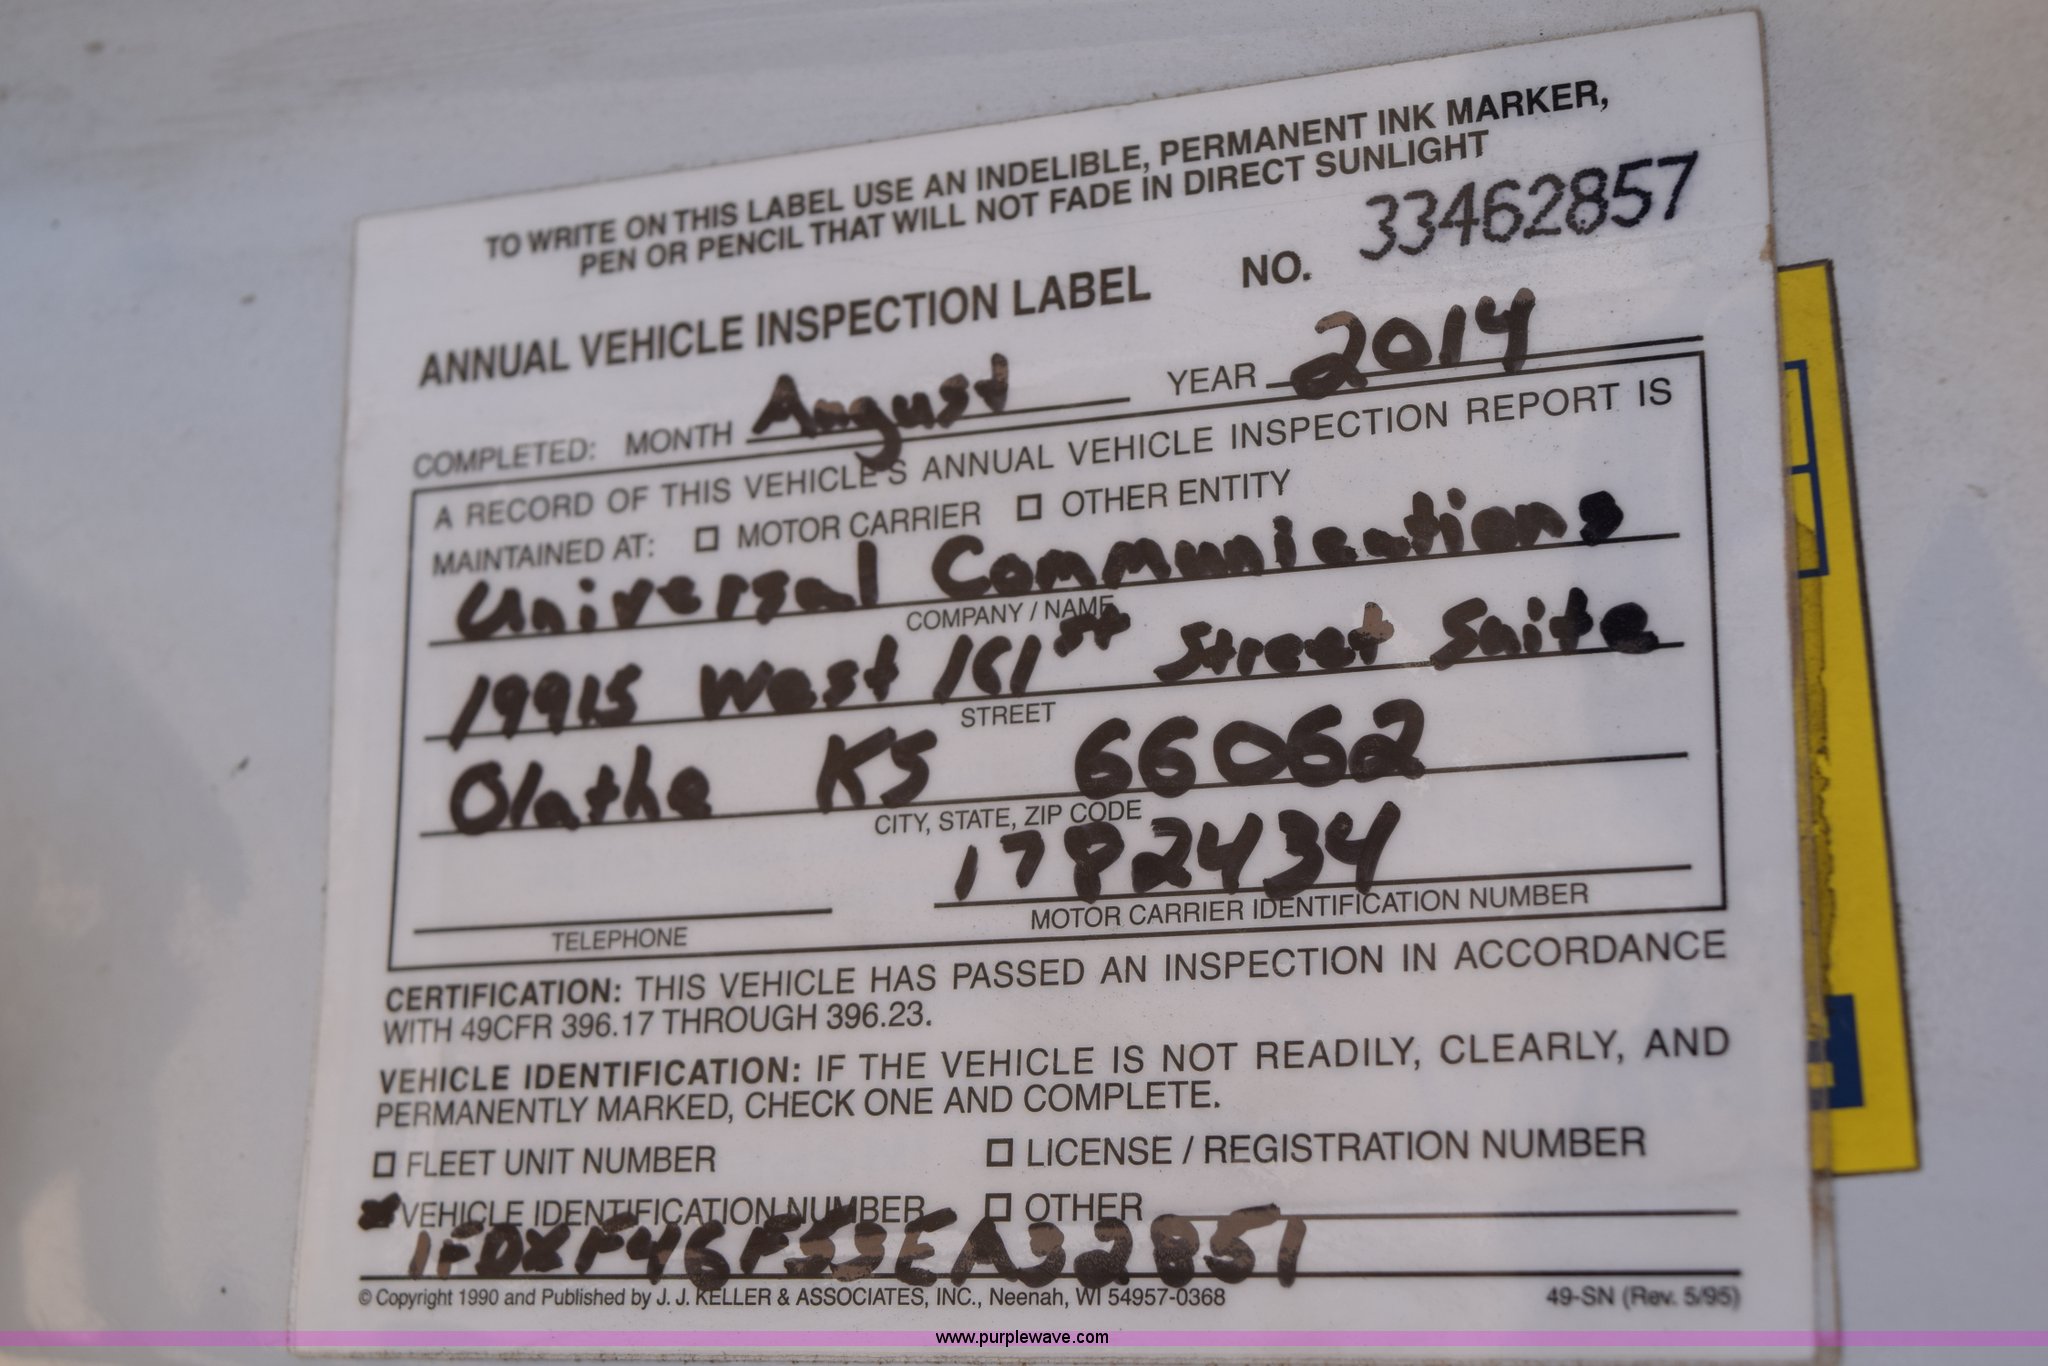 TO WRITE ON THIS LABEL USE AN INDELIBLE, PERMANENT INK MARKER,
PEN OR PENCIL THAT WILL NOT FADE IN DIRECT SUNLIGHT
ANNUAL VEHICLE INSPECTION LABEL NO. 33462857
COMPLETED: MONTH August YEAR 2014
A RECORD OF THIS VEHICLE'S ANNUAL VEHICLE INSPECTION REPORT IS
MAINTAINED AT: ☐ MOTOR CARRIER ☐ OTHER ENTITY
Universal Communications
COMPANY / NAME
19915 West 161st Street Suite
STREET
Olathe KS 66062
CITY, STATE, ZIP CODE
1782434
TELEPHONE MOTOR CARRIER IDENTIFICATION NUMBER
CERTIFICATION: THIS VEHICLE HAS PASSED AN INSPECTION IN ACCORDANCE
WITH 49CFR 396.17 THROUGH 396.23.
VEHICLE IDENTIFICATION: IF THE VEHICLE IS NOT READILY, CLEARLY, AND
PERMANENTLY MARKED, CHECK ONE AND COMPLETE.
☐ FLEET UNIT NUMBER ☐ LICENSE / REGISTRATION NUMBER
☒ VEHICLE IDENTIFICATION NUMBER ☐ OTHER
1FDXF46F53EA32851
© Copyright 1990 and Published by J. J. KELLER & ASSOCIATES, INC., Neenah, WI 54957-0368 49-SN (Rev. 5/95)
www.purplewave.com